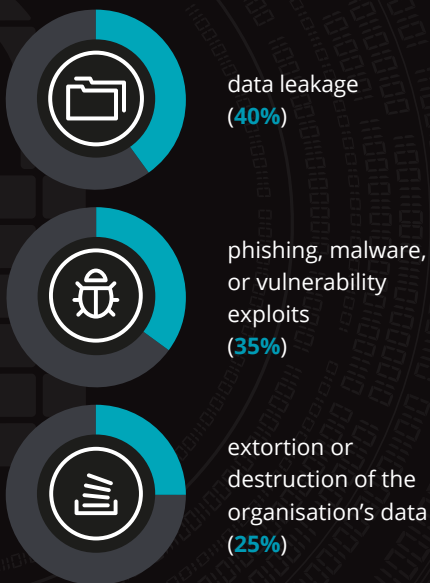 data leakage
(40%)
phishing, malware,
or vulnerability
exploits
(35%)
extortion or
destruction of the
organisation's data
(25%)